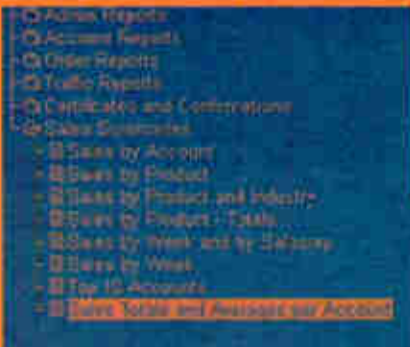 Admin Reports
Account Reports
Order Reports
Traffic Reports
Certificates and Confirmations
Sales Summaries
Sales by Account
Sales by Product
Sales by Product and Industry
Sales by Product - Totals
Sales by Week and by Salesrep
Sales by Week
Top 10 Accounts
Sales Totals and Averages per Account